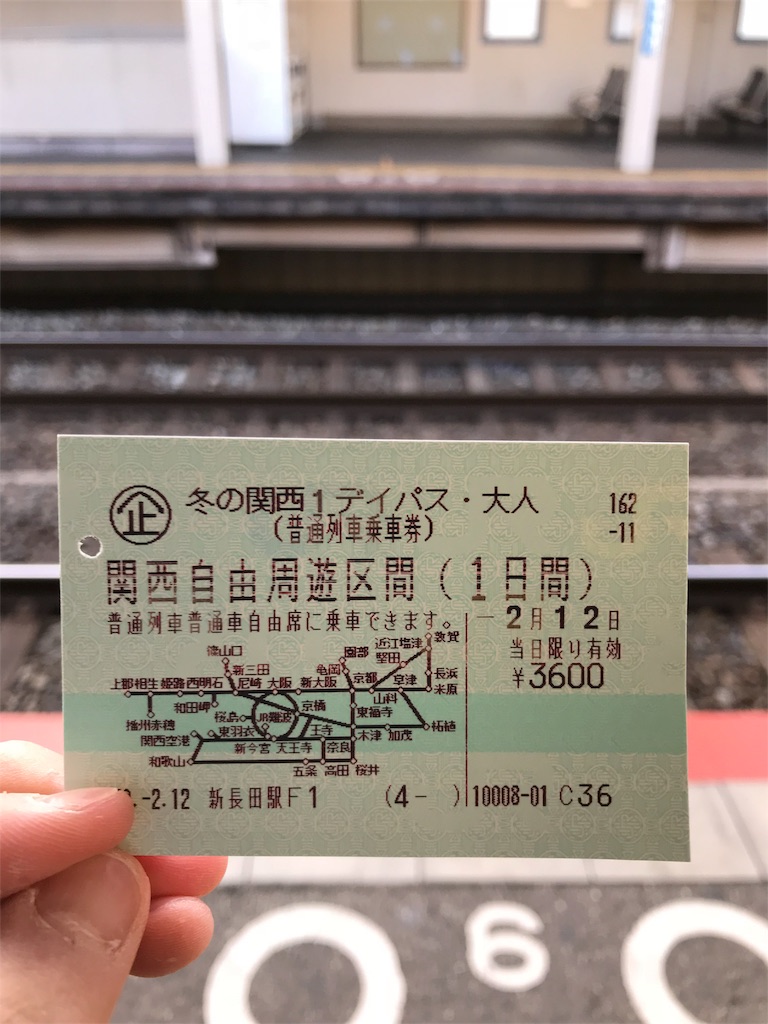 企 冬の関西1デイパス・大人 162
(普通列車乗車券) -11
関西自由周遊区間(1日間)
普通列車普通車自由席に乗車できます。 -2月12日
当日限り有効
¥3600
敦賀
近江塩津
園部
堅田
篠山口
亀岡
新三田
京都
草津
長浜
上郡 相生 姫路 西明石 尼崎 大阪 新大阪
山科
米原
和田岬
播州赤穂
桜島
JR難波
京橋
東福寺
柘植
関西空港
東羽衣
王寺
木津 加茂
新今宮 天王寺
奈良
和歌山
五条 高田 桜井
.-2.12 新長田駅F1 (4- ) 10008-01 C36
6